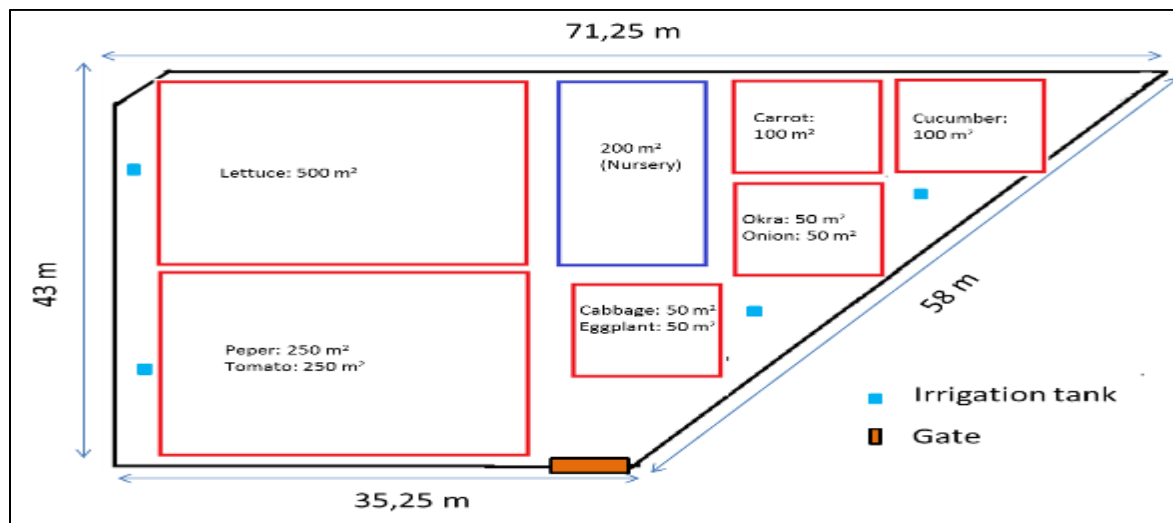 71,25 m
43 m
Lettuce: 500 m²
200 m²
(Nursery)
Carrot:
100 m²
Cucumber:
100 m²
Okra: 50 m²
Onion: 50 m²
Cabbage: 50 m²
Eggplant: 50 m²
Peper: 250 m²
Tomato: 250 m²
58 m
Irrigation tank
Gate
35,25 m